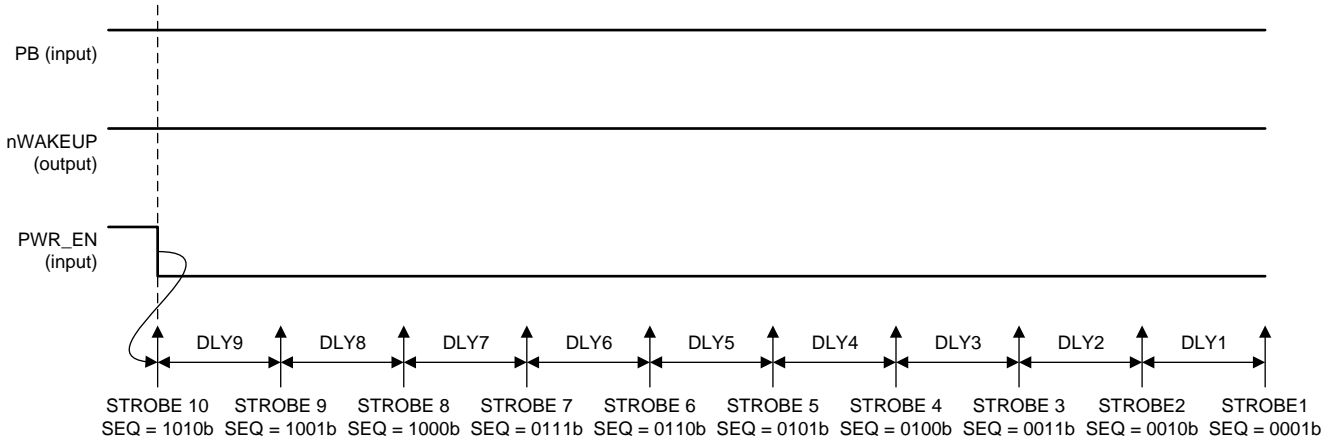 PB (input)
nWAKEUP
(output)
PWR_EN
(input)
DLY9 DLY8 DLY7 DLY6 DLY5 DLY4 DLY3 DLY2 DLY1
STROBE 10 STROBE 9 STROBE 8 STROBE 7 STROBE 6 STROBE 5 STROBE 4 STROBE 3 STROBE2 STROBE1
SEQ = 1010b SEQ = 1001b SEQ = 1000b SEQ = 0111b SEQ = 0110b SEQ = 0101b SEQ = 0100b SEQ = 0011b SEQ = 0010b SEQ = 0001b